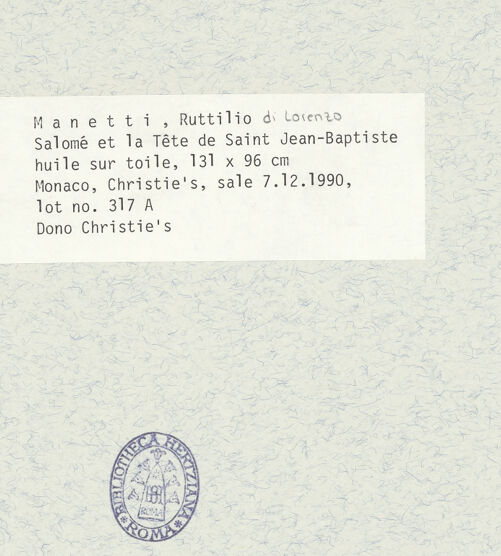 Manetti, Ruttilio di Lorenzo
Salomé et la Tête de Saint Jean-Baptiste
huile sur toile, 131 x 96 cm
Monaco, Christie's, sale 7.12.1990,
lot no. 317 A
Dono Christie's
BIBLIOTHECA HERTZIANA
ROMA
*ROMA*